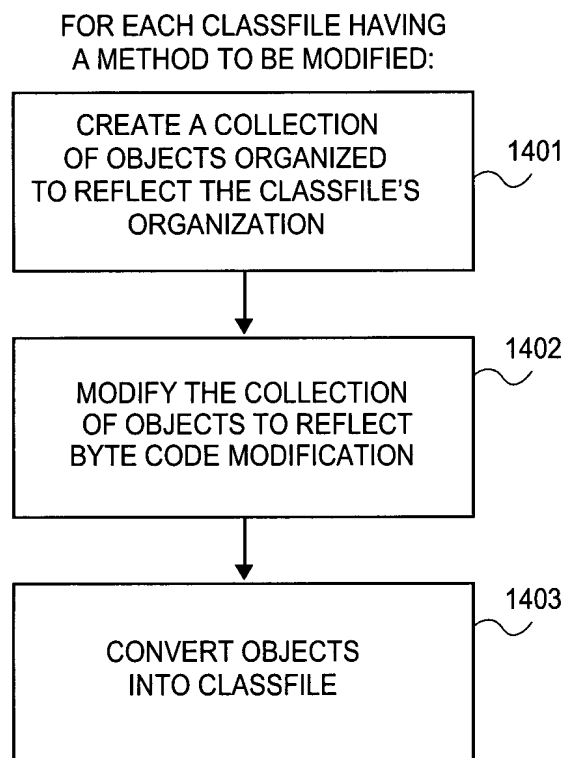 FOR EACH CLASSFILE HAVING
A METHOD TO BE MODIFIED:
CREATE A COLLECTION
OF OBJECTS ORGANIZED
TO REFLECT THE CLASSFILE'S
ORGANIZATION
1401
MODIFY THE COLLECTION
OF OBJECTS TO REFLECT
BYTE CODE MODIFICATION
1402
CONVERT OBJECTS
INTO CLASSFILE
1403